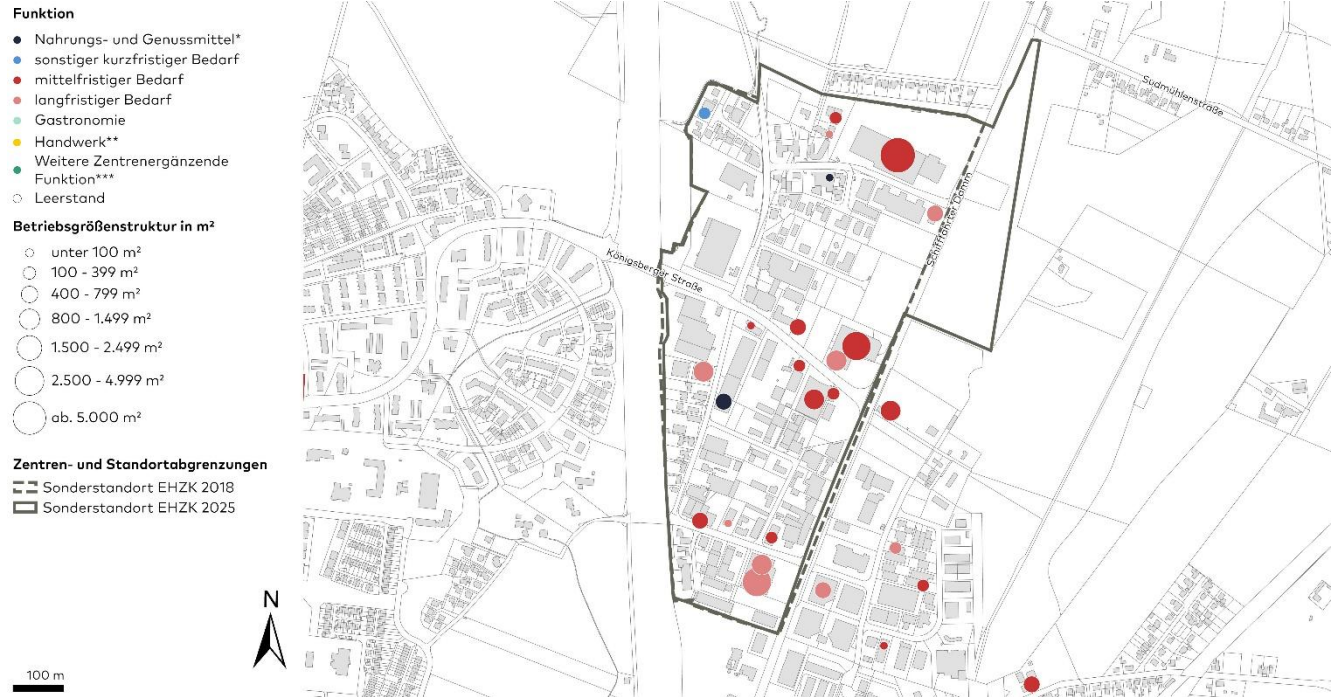 Funktion
Nahrungs- und Genussmittel*
sonstiger kurzfristiger Bedarf
mittelfristiger Bedarf
langfristiger Bedarf
Gastronomie
Handwerk**
Weitere Zentrenergänzende
Funktion***
Leerstand
Betriebsgrößenstruktur in m²
unter 100 m²
100 - 399 m²
400 - 799 m²
800 - 1.499 m²
1.500 - 2.499 m²
2.500 - 4.999 m²
ab. 5.000 m²
Zentren- und Standortabgrenzungen
Sonderstandort EHZK 2018
Sonderstandort EHZK 2025
N
100 m
Sudmühlenstraße
Schifffahrter Damm
Königsberger Straße